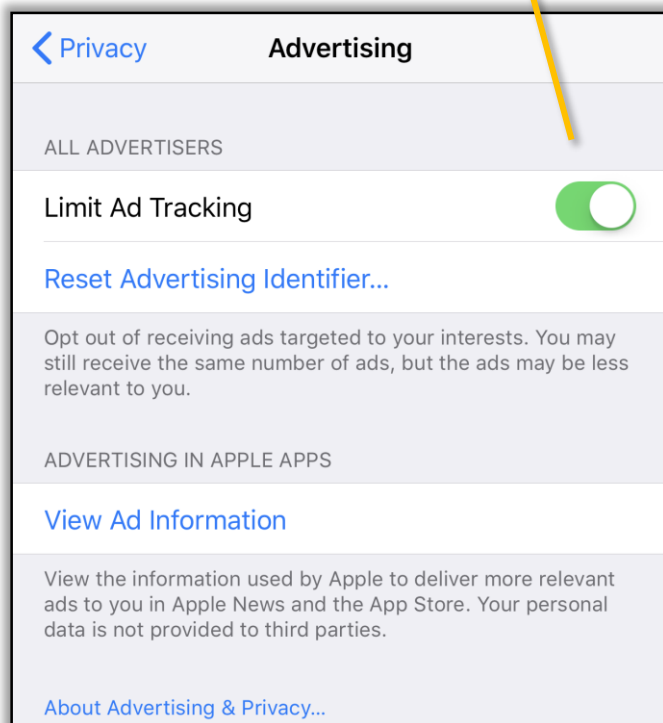 Privacy
Advertising
ALL ADVERTISERS
Limit Ad Tracking
Reset Advertising Identifier...
Opt out of receiving ads targeted to your interests. You may
still receive the same number of ads, but the ads may be less
relevant to you.
ADVERTISING IN APPLE APPS
View Ad Information
View the information used by Apple to deliver more relevant
ads to you in Apple News and the App Store. Your personal
data is not provided to third parties.
About Advertising & Privacy...